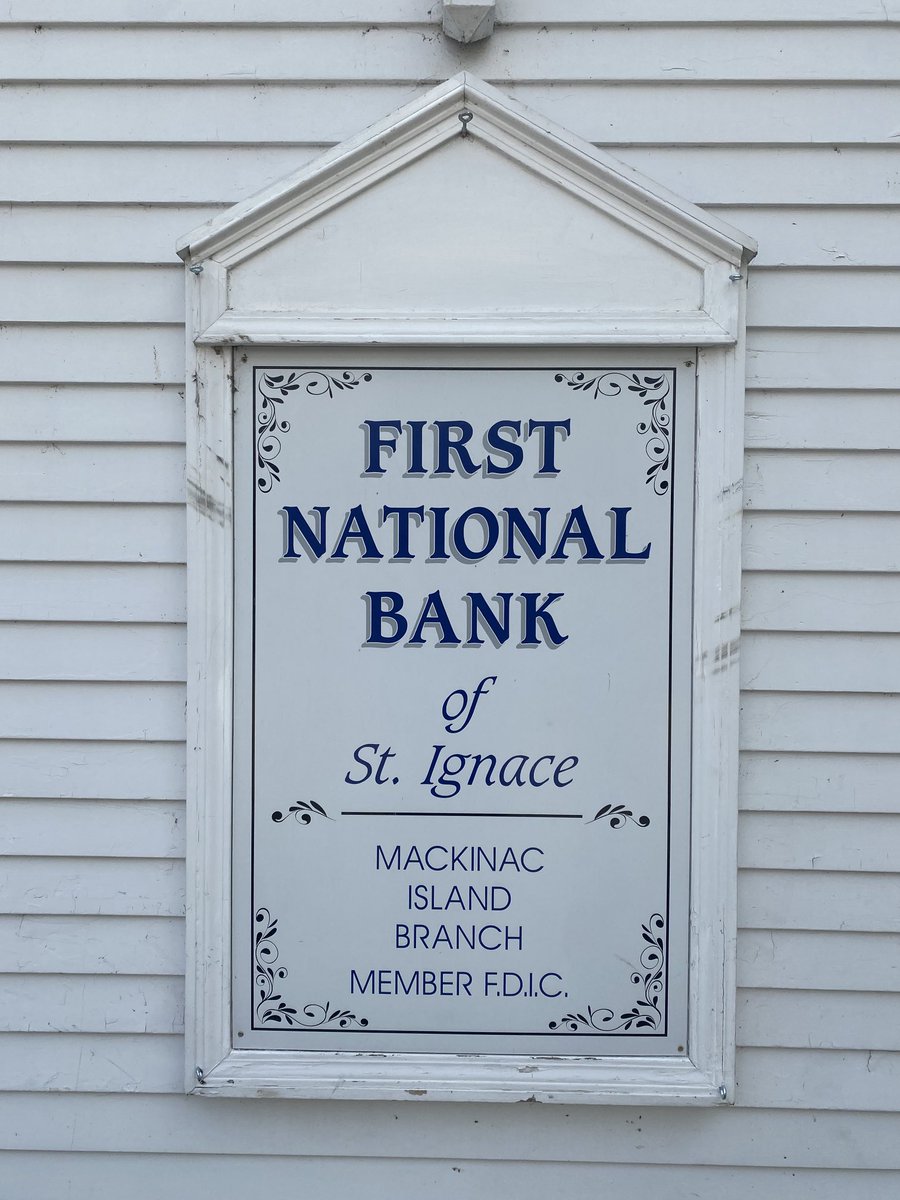 FIRST
NATIONAL
BANK
of
St. Ignace
MACKINAC
ISLAND
BRANCH
MEMBER F.D.I.C.